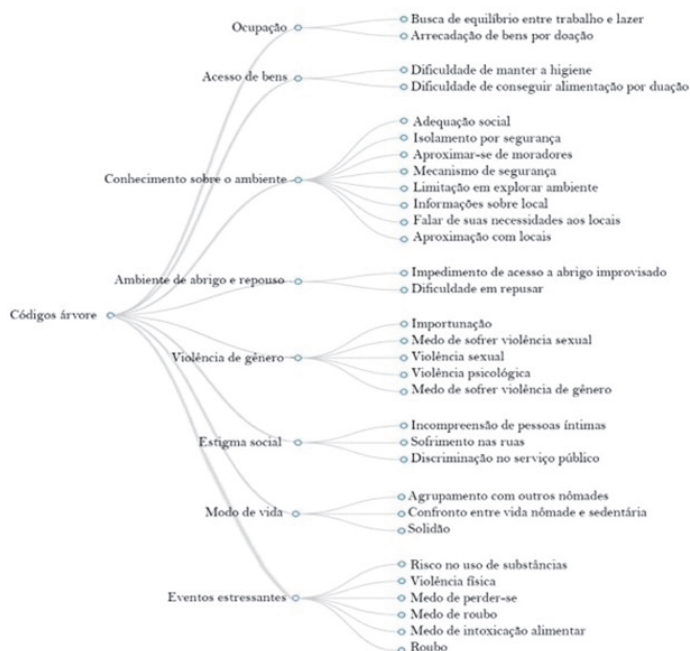 Ocupação
Busca de equilíbrio entre trabalho e lazer
Arrecadação de bens por doação
Acesso de bens
Dificuldade de manter a higiene
Dificuldade de conseguir alimentação por duação
Conhecimento sobre o ambiente
Adequação social
Isolamento por segurança
Aproximar-se de moradores
Mecanismo de segurança
Limitação em explorar ambiente
Informações sobre local
Falar de suas necessidades aos locais
Aproximação com locais
Ambiente de abrigo e repouso
Impedimento de acesso a abrigo improvisado
Dificuldade em repusar
Códigos árvore
Violência de gênero
Importunação
Medo de sofrer violência sexual
Violência sexual
Violência psicológica
Medo de sofrer violência de gênero
Estigma social
Incompreensão de pessoas íntimas
Sofrimento nas ruas
Discriminação no serviço público
Modo de vida
Agrupamento com outros nômades
Confronto entre vida nômade e sedentária
Solidão
Eventos estressantes
Risco no uso de substâncias
Violência física
Medo de perder-se
Medo de roubo
Medo de intoxicação alimentar
Roubo